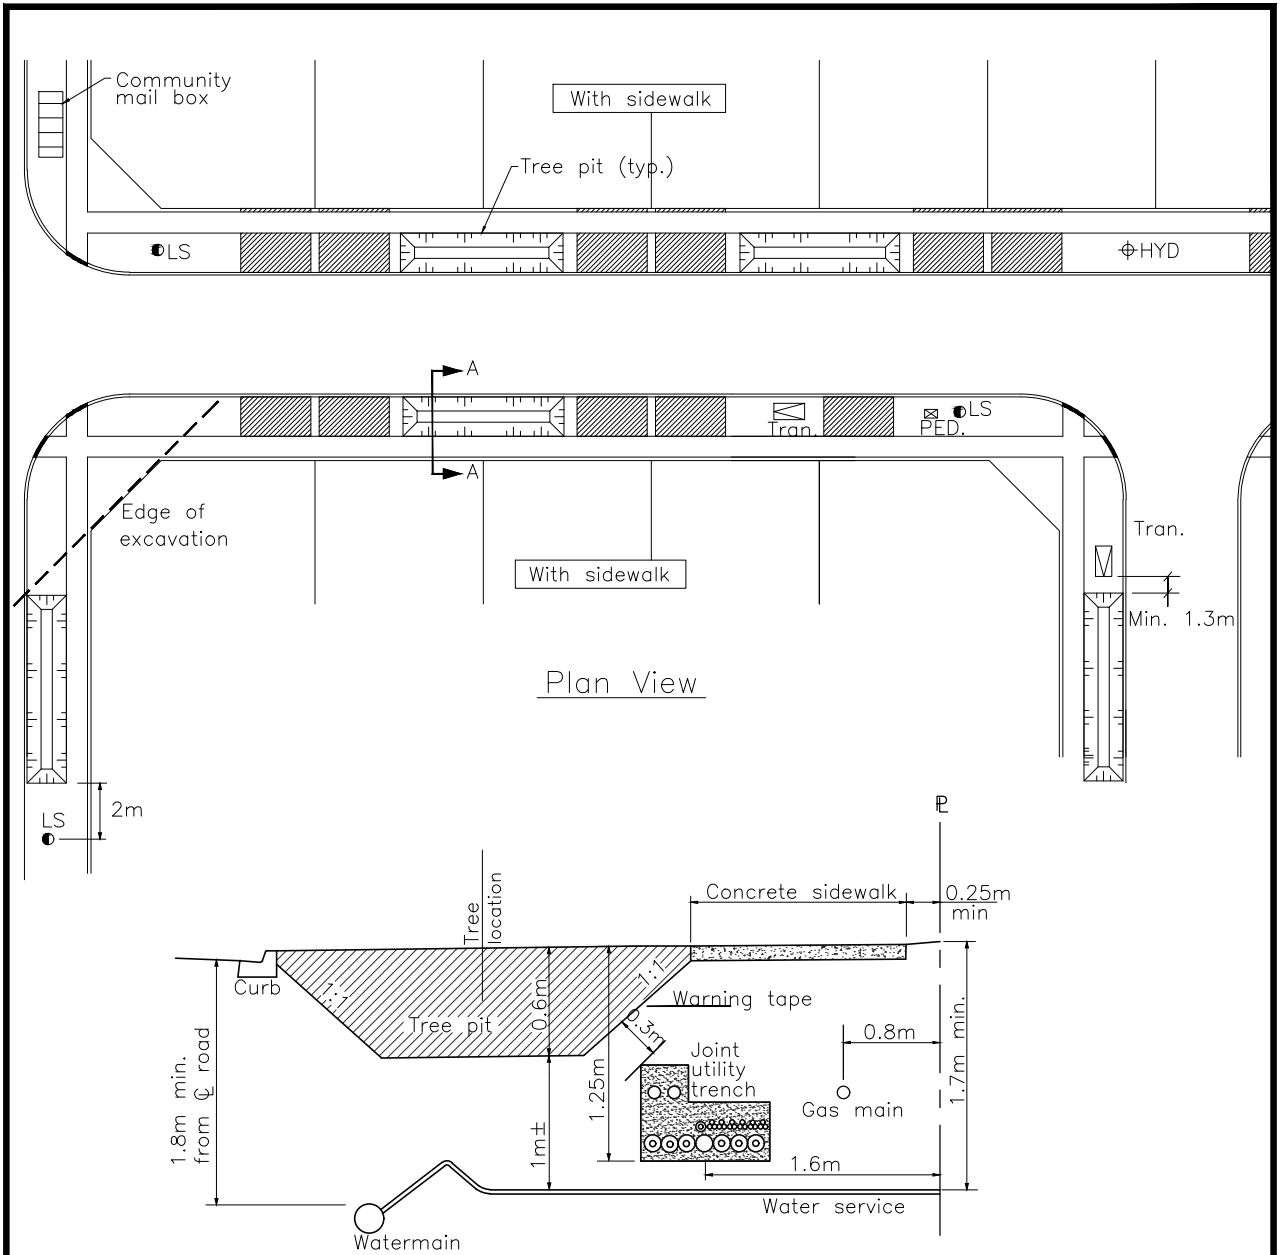 Community
mail box
With sidewalk
Tree pit (typ.)
LS
HYD
A
Tran.
PED.
LS
A
Edge of
excavation
With sidewalk
Tran.
Min. 1.3m
Plan View
2m
LS
℄
Tree
location
Concrete sidewalk
0.25m
min
Curb
1:1
Tree pit
0.6m
1:1
Warning tape
0.3m
1.25m
Joint
utility
trench
0.8m
Gas main
1.7m min.
1.8m min.
from ℄ road
1m±
1.6m
Water service
Watermain